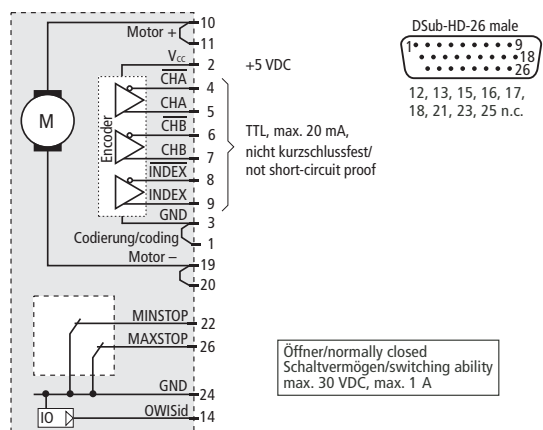 Motor +
10
11
V_cc
2
+5 VDC
CHA
4
CHA
5
CHB
6
CHB
7
INDEX
8
INDEX
9
GND
3
Codierung/coding
1
Motor –
19
20
M
Encoder
TTL, max. 20 mA,
nicht kurzschlussfest/
not short-circuit proof
DSub-HD-26 male
1
9
18
26
12, 13, 15, 16, 17,
18, 21, 23, 25 n.c.
MINSTOP
22
MAXSTOP
26
GND
24
OWISid
14
IO
Öffner/normally closed
Schaltvermögen/switching ability
max. 30 VDC, max. 1 A